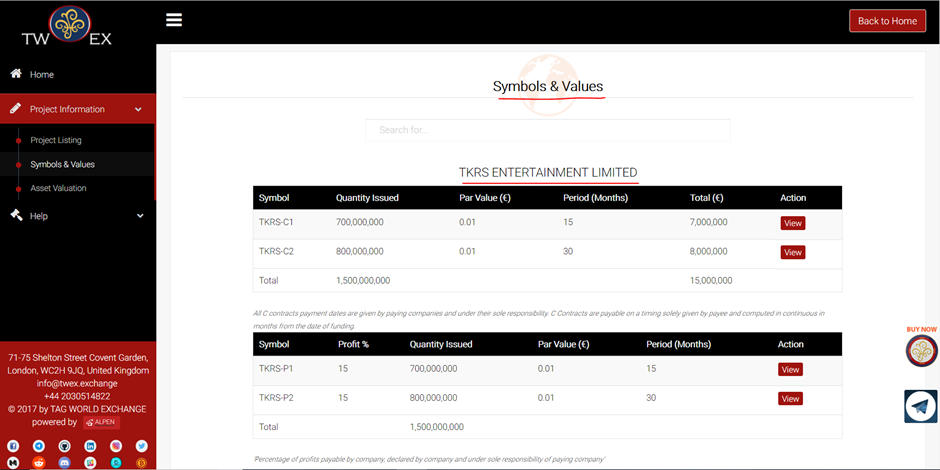 TW EX
Back to Home
Home
Project Information
Project Listing
Symbols & Values
Asset Valuation
Help
71-75 Shelton Street Covent Garden,
London, WC2H 9JQ, United Kingdom
info@twex.exchange
+44 2030514822
© 2017 by TAG WORLD EXCHANGE
powered by ALPEN
Symbols & Values
Search for...
TKRS ENTERTAINMENT LIMITED
Symbol Quantity Issued Par Value (€) Period (Months) Total (€) Action
TKRS-C1 700,000,000 0.01 15 7,000,000 View
TKRS-C2 800,000,000 0.01 30 8,000,000 View
Total 1,500,000,000 15,000,000
All C contracts payment dates are given by paying companies and under their sole responsibility. C Contracts are payable on a timing solely given by payee and computed in continuous in
months from the date of funding.
Symbol Profit % Quantity Issued Par Value (€) Period (Months) Action
TKRS-P1 15 700,000,000 0.01 15 View
TKRS-P2 15 800,000,000 0.01 30 View
Total 1,500,000,000
'Percentage of profits payable by company, declared by company and under sole responsibility of paying company'
BUY NOW